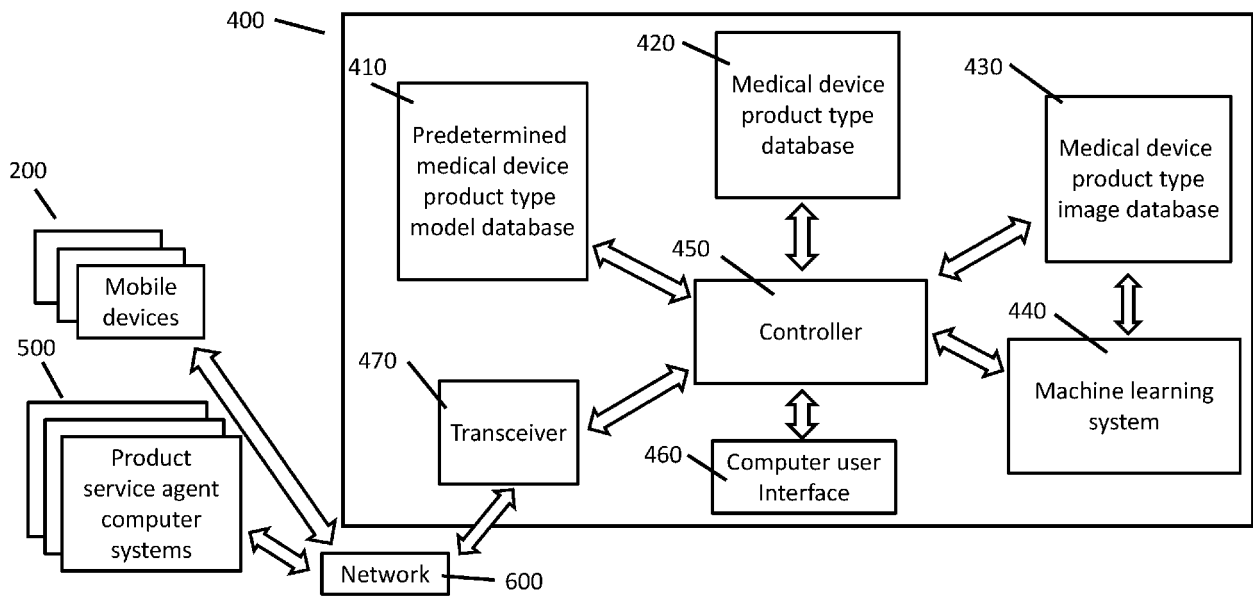 400
410
Predetermined
medical device
product type
model database
420
Medical device
product type
database
430
Medical device
product type
image database
200
Mobile
devices
450
Controller
440
Machine learning
system
500
Product
service agent
computer
systems
470
Transceiver
460
Computer user
Interface
Network
600